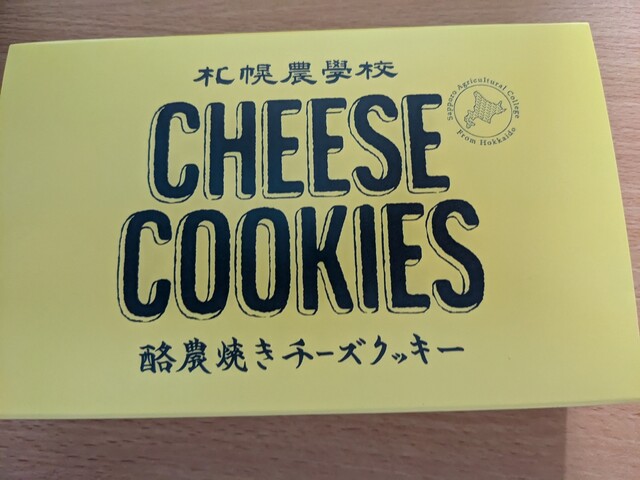 札幌農學校
CHEESE
COOKIES
酪農焼きチーズクッキー
Sapporo Agricultural College
From Hokkaido